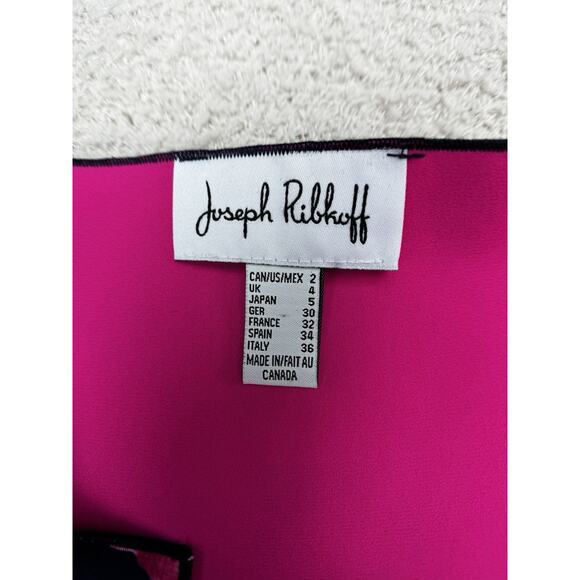 Joseph Ribkoff
CAN/US/MEX 2
UK 4
JAPAN 5
GER 30
FRANCE 32
SPAIN 34
ITALY 36
MADE IN/FAIT AU
CANADA